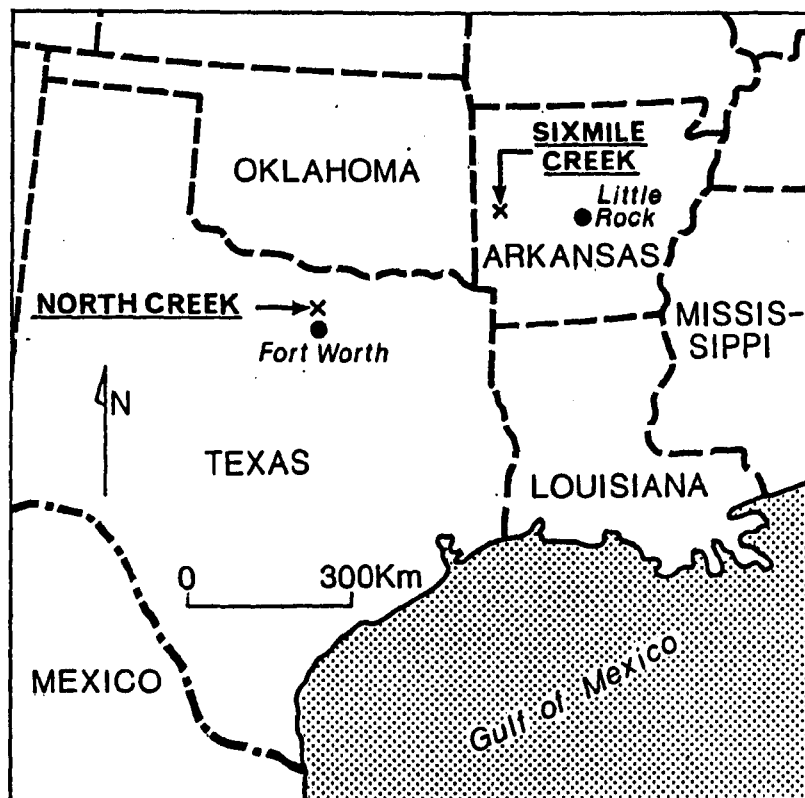 SIXMILE
CREEK
OKLAHOMA
Little
Rock
ARKANSAS
NORTH CREEK
MISSIS-
SIPPI
Fort Worth
N
TEXAS
LOUISIANA
0 300Km
MEXICO
Gulf of Mexico